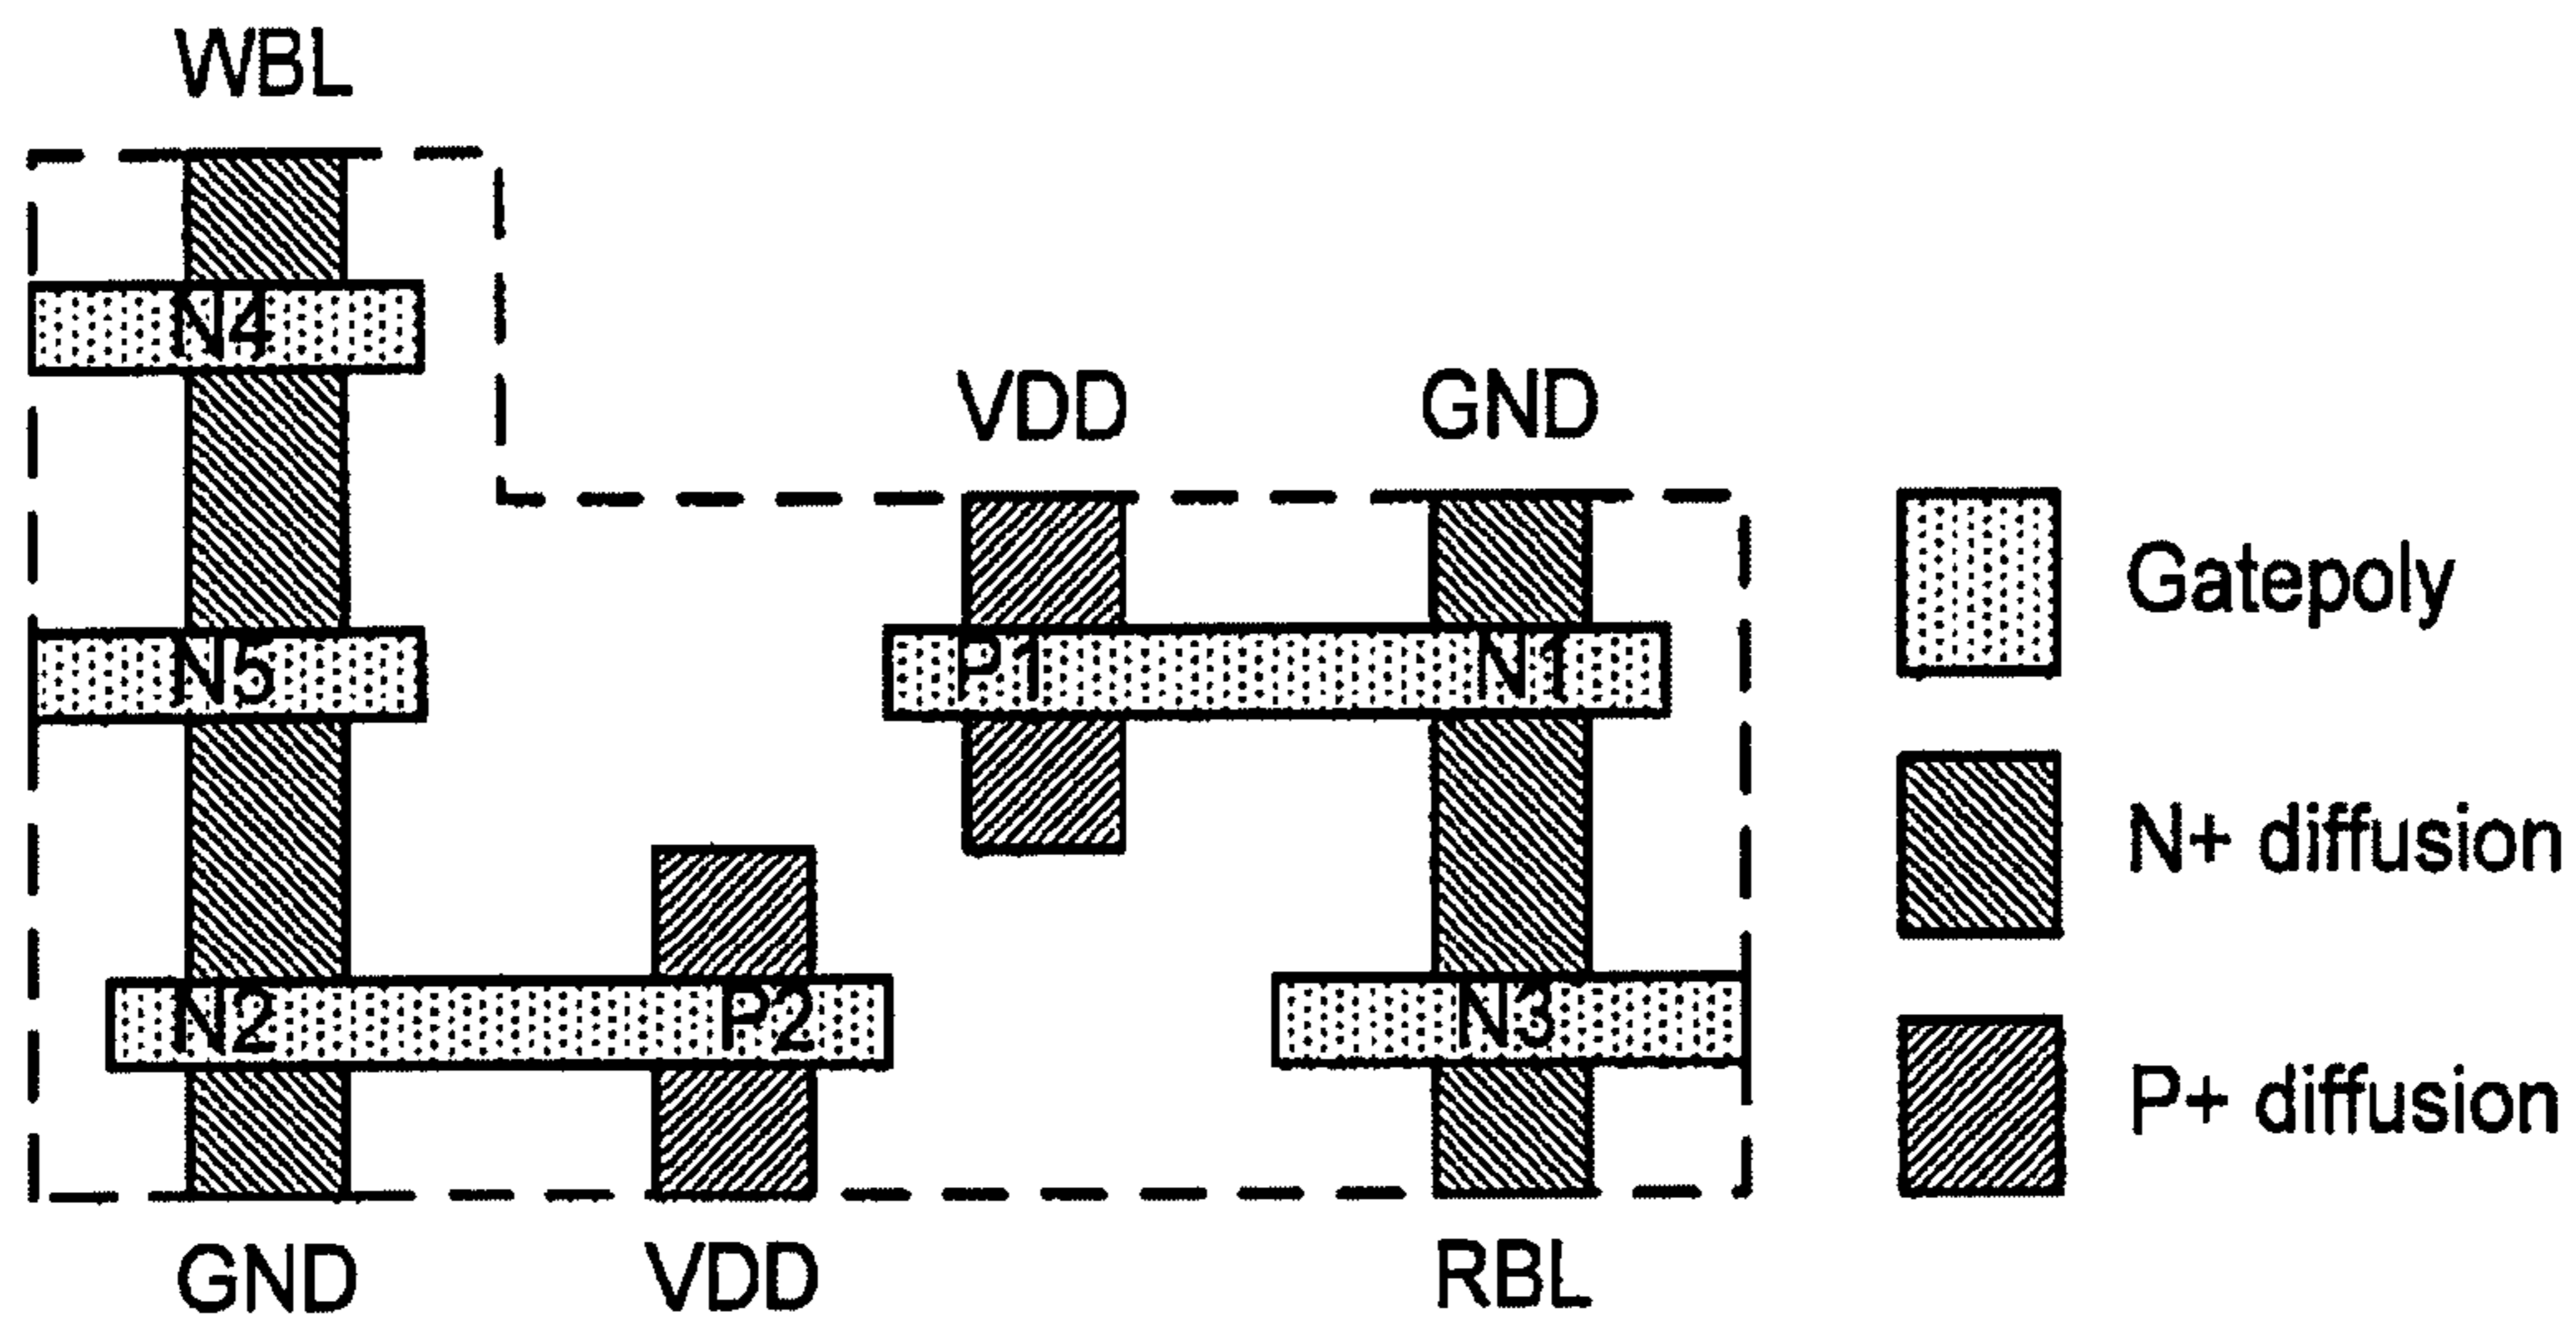 WBL
N4
VDD GND
N5 P1 N1
N2 P2 N3
GND VDD RBL
Gatepoly
N+ diffusion
P+ diffusion